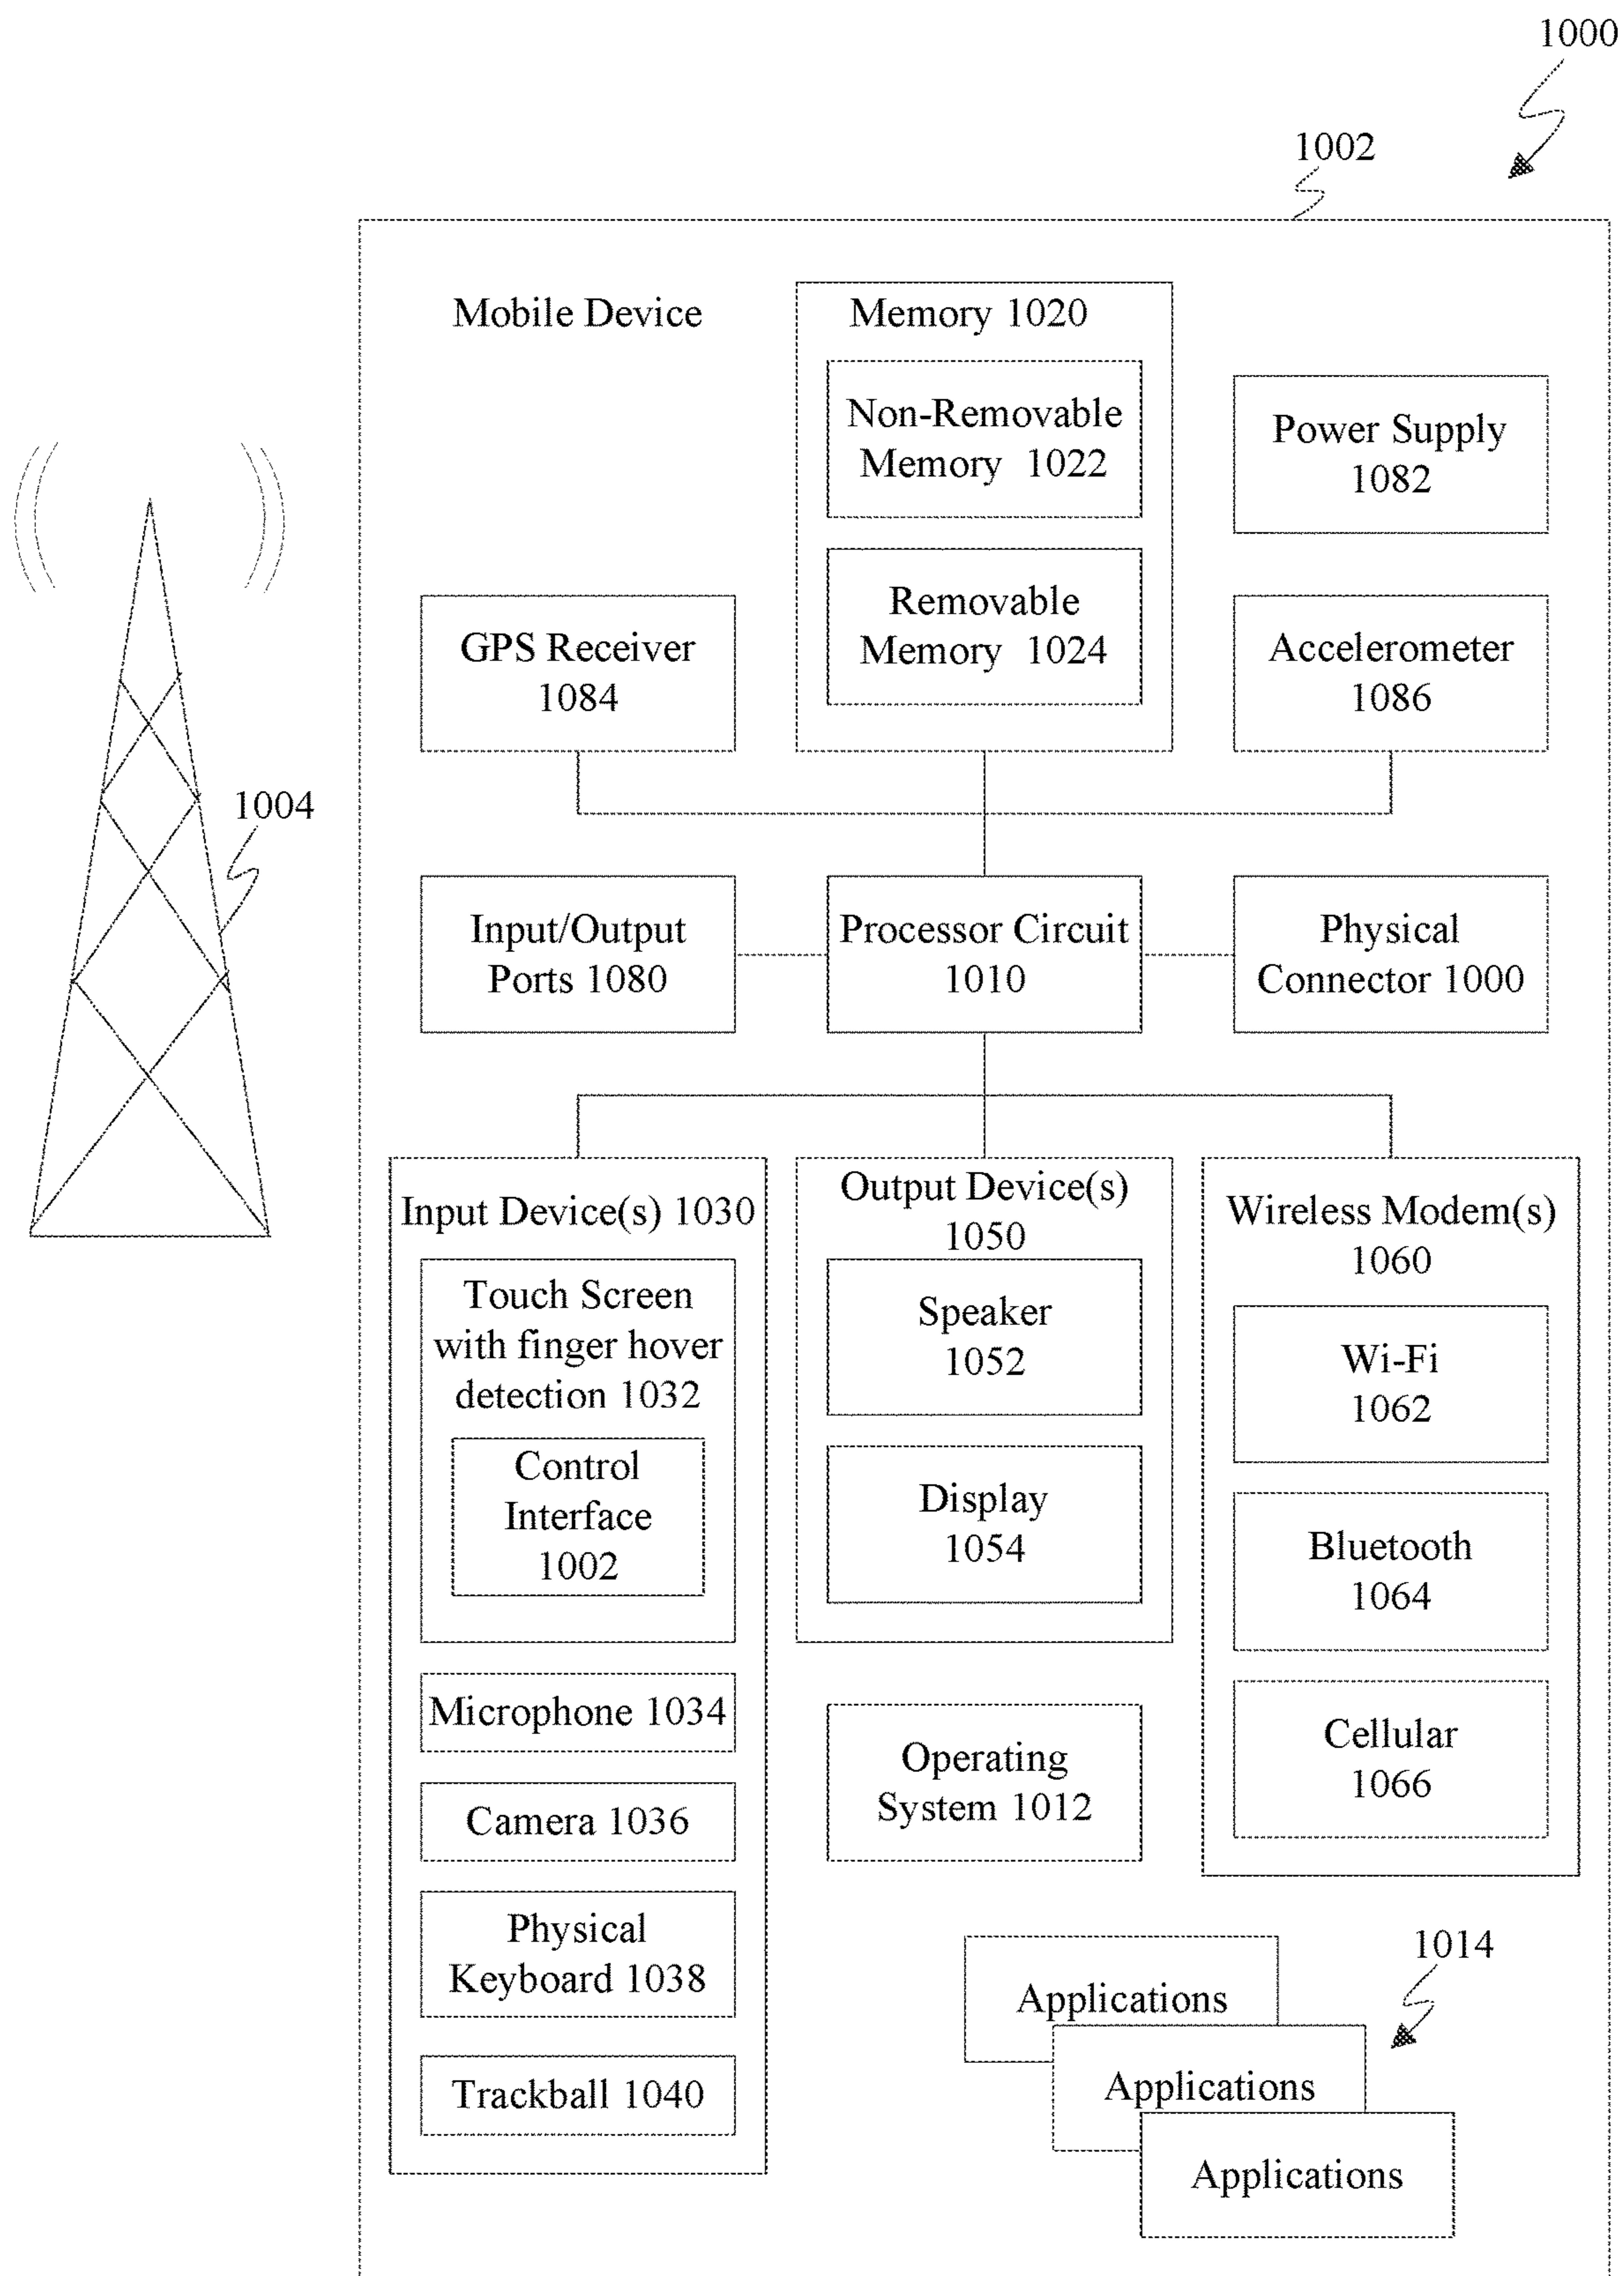 1000
1002
Mobile Device
Memory 1020
Non-Removable
Memory 1022
Power Supply
1082
Removable
Memory 1024
GPS Receiver
1084
Accelerometer
1086
1004
Input/Output
Ports 1080
Processor Circuit
1010
Physical
Connector 1000
Input Device(s) 1030
Touch Screen
with finger hover
detection 1032
Control
Interface
1002
Microphone 1034
Camera 1036
Physical
Keyboard 1038
Trackball 1040
Output Device(s)
1050
Speaker
1052
Display
1054
Operating
System 1012
Wireless Modem(s)
1060
Wi-Fi
1062
Bluetooth
1064
Cellular
1066
1014
Applications
Applications
Applications